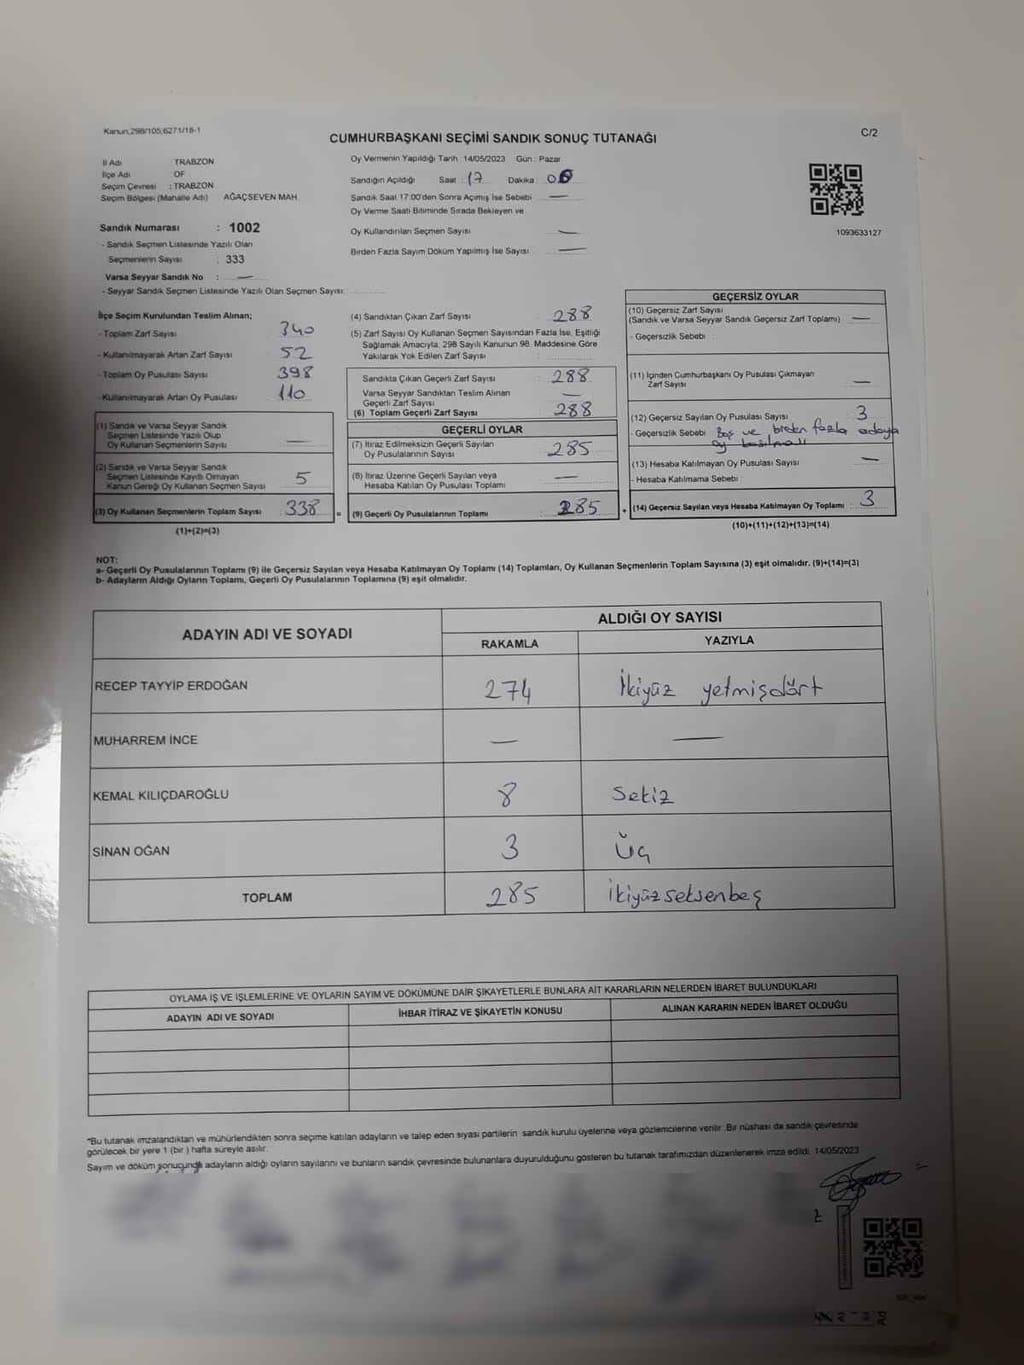 Kanun,298/105;6271/18-1
CUMHURBAŞKANI SEÇİMİ SANDIK SONUÇ TUTANAĞI
C/2
İl Adı : TRABZON
İlçe Adı : OF
Seçim Çevresi : TRABZON
Seçim Bölgesi (Mahalle Adı) AĞAÇSEVEN MAH.
Sandık Numarası : 1002
- Sandık Seçmen Listesinde Yazılı Olan
Seçmenlerin Sayısı : 333
Varsa Seyyar Sandık No : —
- Seyyar Sandık Seçmen Listesinde Yazılı Olan Seçmen Sayısı:
Oy Vermenin Yapıldığı Tarih : 14/05/2023 Gün : Pazar
Sandığın Açıldığı Saat : 17 Dakika :
Sandık Saat 17:00'den Sonra Açımış İse Sebebi —
Oy Verme Saati Bitiminde Sırada Bekleyen ve
Oy Kullandırılan Seçmen Sayısı —
Birden Fazla Sayım Döküm Yapılmış İse Sayısı —
1093633127
İlçe Seçim Kurulundan Teslim Alınan;
- Toplam Zarf Sayısı : 340
- Kullanılmayarak Artan Zarf Sayısı : 52
- Toplam Oy Pusulası Sayısı : 398
- Kullanılmayarak Artan Oy Pusulası : 110
(1) Sandık ve Varsa Seyyar Sandık
Seçmen Listesinde Yazılı Olup
Oy Kullanan Seçmenlerin Sayısı : —
(2) Sandık ve Varsa Seyyar Sandık
Seçmen Listesinde Kaydı Olmayan
Kanun Gereği Oy Kullanan Seçmen Sayısı 5
(3) Oy Kullanan Seçmenlerin Toplam Sayısı : 338
(1)+(2)=(3)
=
(4) Sandıktan Çıkan Zarf Sayısı : 288
(5) Zarf Sayısı Oy Kullanan Seçmen Sayısından Fazla İse, Eşitliği
Sağlamak Amacıyla, 298 Sayılı Kanunun 98. Maddesine Göre
Yakılarak Yok Edilen Zarf Sayısı :
Sandıkta Çıkan Geçerli Zarf Sayısı : 288
Varsa Seyyar Sandıktan Teslim Alınan
Geçerli Zarf Sayısı —
(6) Toplam Geçerli Zarf Sayısı : 288
GEÇERLİ OYLAR
(7) İtiraz Edilmeksizin Geçerli Sayılan
Oy Pusulasının Sayısı : 285
(8) İtiraz Üzerine Geçerli Sayılan veya
Hesaba Katılan Oy Pusulası Toplamı —
(9) Geçerli Oy Pusulalarının Toplamı : 285
+
GEÇERSİZ OYLAR
(10) Geçersiz Zarf Sayısı
(Sandık ve Varsa Seyyar Sandık Geçersiz Zarf Toplamı) : —
- Geçersizlik Sebebi :
(11) İçinden Cumhurbaşkanı Oy Pusulası Çıkmayan
Zarf Sayısı —
(12) Geçersiz Sayılan Oy Pusulası Sayısı : 3
- Geçersizlik Sebebi : Boş ve birden fazla adaya
oy basılması
(13) Hesaba Katılmayan Oy Pusulası Sayısı : —
- Hesaba Katılmama Sebebi
(14) Geçersiz Sayılan veya Hesaba Katılmayan Oy Toplamı : 3
(10)+(11)+(12)+(13)=(14)
NOT:
a- Geçerli Oy Pusulalarının Toplamı (9) ile Geçersiz Sayılan veya Hesaba Katılmayan Oy Toplamı (14) Toplamları, Oy Kullanan Seçmenlerin Toplam Sayısına (3) eşit olmalıdır. (9)+(14)=(3)
b- Adayların Aldığı Oyların Toplamı, Geçerli Oy Pusulalarının Toplamına (9) eşit olmalıdır.
ADAYIN ADI VE SOYADI
ALDIĞI OY SAYISI
RAKAMLA YAZIYLA
RECEP TAYYİP ERDOĞAN 274 İkiyüz yetmişdört
MUHARREM İNCE — —
KEMAL KILIÇDAROĞLU 8 Sekiz
SİNAN OĞAN 3 Üç
TOPLAM 285 ikiyüzseksenbeş
OYLAMA İŞ VE İŞLEMLERİNE VE OYLARIN SAYIM VE DÖKÜMÜNE DAİR ŞİKAYETLERLE BUNLARA AİT KARARLARIN NELERDEN İBARET BULUNDUKLARI
ADAYIN ADI VE SOYADI İHBAR İTİRAZ VE ŞİKAYETİN KONUSU ALINAN KARARIN NEDEN İBARET OLDUĞU
*Bu tutanak imzalandıktan ve mühürlendikten sonra seçime katılan adayların ve talep eden siyasi partilerin sandık kurulu üyelerine veya gözlemcilerine verilir. Bir nüshası da sandık çevresinde
görülecek bir yere 1 (bir ) hafta süreyle asılır.
Sayım ve döküm sonucunda adayların aldığı oyların sayılarını ve bunların sandık çevresinde bulunanlara duyurulduğunu gösteren bu tutanak tarafımızdan düzenlenerek imza edildi. 14/05/2023